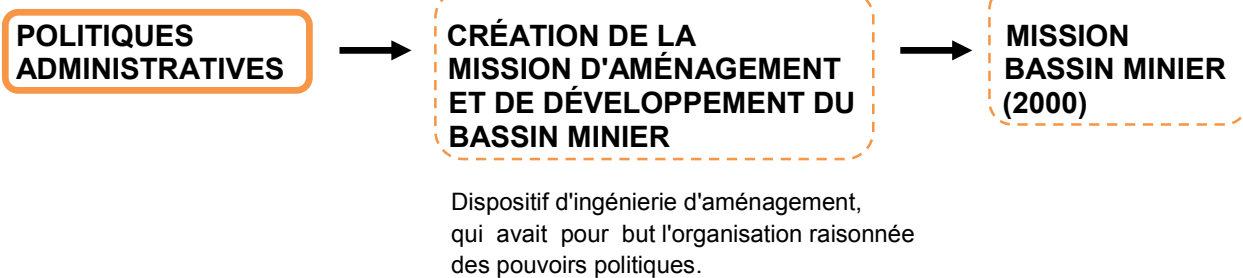 POLITIQUES
ADMINISTRATIVES
CRÉATION DE LA
MISSION D'AMÉNAGEMENT
ET DE DÉVELOPPEMENT DU
BASSIN MINIER
Dispositif d'ingénierie d'aménagement,
qui avait pour but l'organisation raisonnée
des pouvoirs politiques.
MISSION
BASSIN MINIER
(2000)